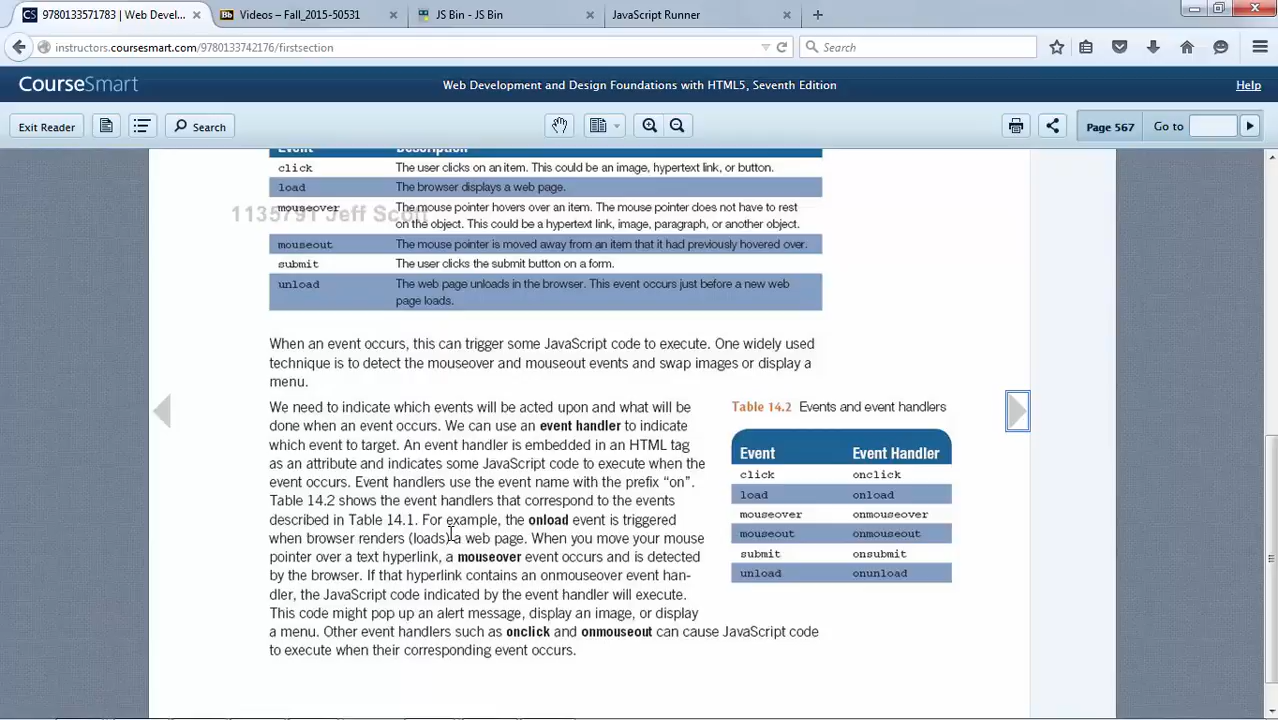 9780133571783 | Web Devel...
Videos – Fall_2015-50531
JS Bin - JS Bin
JavaScript Runner
instructors.coursesmart.com/9780133742176/firstsection
Search
CourseSmart
Web Development and Design Foundations with HTML5, Seventh Edition
Help
Exit Reader
Search
Page 567
Go to
Event Description
click The user clicks on an item. This could be an image, hypertext link, or button.
load The browser displays a web page.
mouseover The mouse pointer hovers over an item. The mouse pointer does not have to rest
on the object. This could be a hypertext link, image, paragraph, or another object.
1135791 Jeff Scott
mouseout The mouse pointer is moved away from an item that it had previously hovered over.
submit The user clicks the submit button on a form.
unload The web page unloads in the browser. This event occurs just before a new web
page loads.
When an event occurs, this can trigger some JavaScript code to execute. One widely used
technique is to detect the mouseover and mouseout events and swap images or display a
menu.
We need to indicate which events will be acted upon and what will be
done when an event occurs. We can use an event handler to indicate
which event to target. An event handler is embedded in an HTML tag
as an attribute and indicates some JavaScript code to execute when the
event occurs. Event handlers use the event name with the prefix “on”.
Table 14.2 shows the event handlers that correspond to the events
described in Table 14.1. For example, the onload event is triggered
when browser renders (loads) a web page. When you move your mouse
pointer over a text hyperlink, a mouseover event occurs and is detected
by the browser. If that hyperlink contains an onmouseover event han-
dler, the JavaScript code indicated by the event handler will execute.
This code might pop up an alert message, display an image, or display
a menu. Other event handlers such as onclick and onmouseout can cause JavaScript code
to execute when their corresponding event occurs.
Table 14.2 Events and event handlers
Event Event Handler
click onclick
load onload
mouseover onmouseover
mouseout onmouseout
submit onsubmit
unload onunload